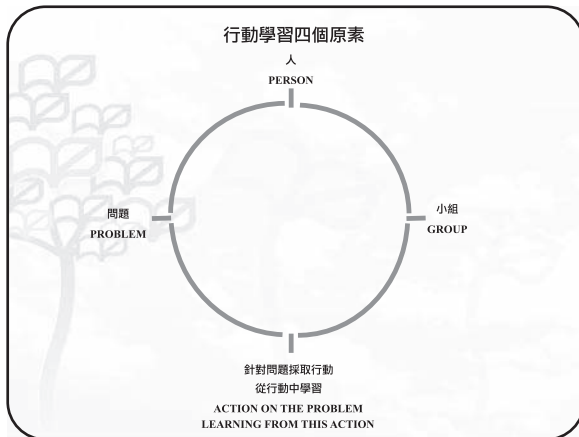 行動學習四個原素
人
PERSON
問題
PROBLEM
小組
GROUP
針對問題採取行動
從行動中學習
ACTION ON THE PROBLEM
LEARNING FROM THIS ACTION